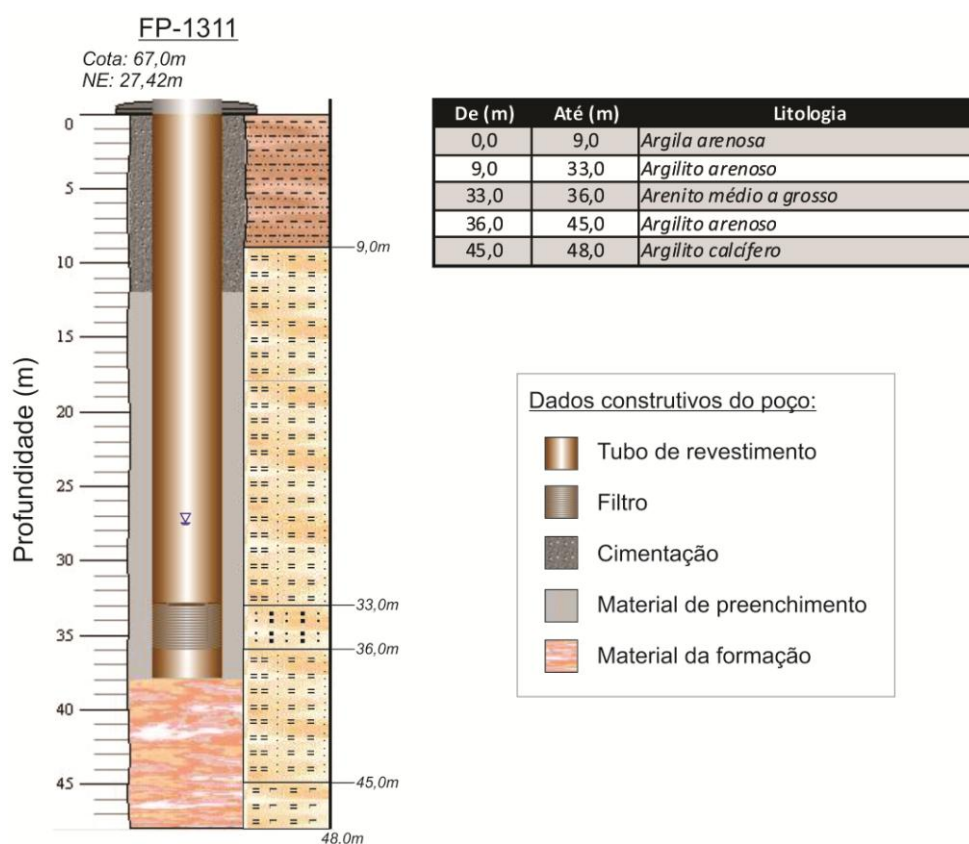 FP-1311
Cota: 67,0m
NE: 27,42m
De (m) Até (m) Litologia
0,0 9,0 Argila arenosa
9,0 33,0 Argilito arenoso
33,0 36,0 Arenito médio a grosso
36,0 45,0 Argilito arenoso
45,0 48,0 Argilito calcífero
Profundidade (m)
0
5
10
15
20
25
30
35
40
45
9,0m
33,0m
36,0m
45,0m
48,0m
Dados construtivos do poço:
Tubo de revestimento
Filtro
Cimentação
Material de preenchimento
Material da formação